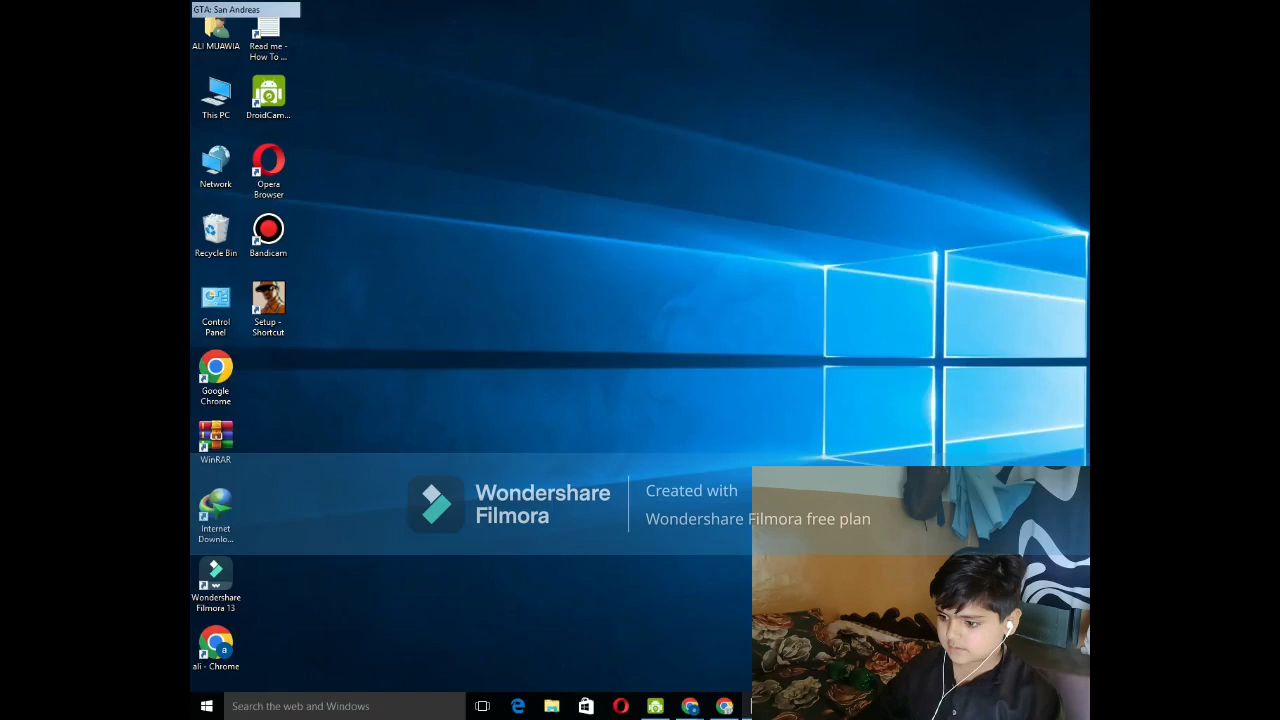 GTA: San Andreas
ALI MUAWIA
Read me -
How To ...
This PC
DroidCam...
Network
Opera
Browser
Recycle Bin
Bandicam
Control
Panel
Setup -
Shortcut
Google
Chrome
WinRAR
Wondershare
Filmora
Created with
Wondershare Filmora free plan
Internet
Downlo...
Wondershare
Filmora 13
a
ali - Chrome
Search the web and Windows